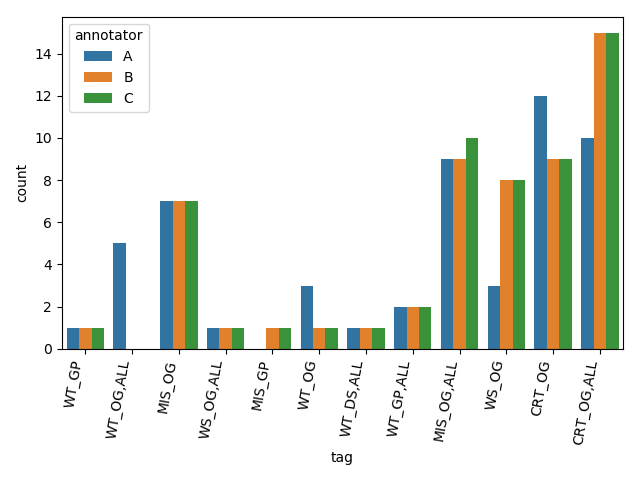 annotator
A
B
C
count
14
12
10
8
6
4
2
0
WT_GP
WT_OG,ALL
MIS_OG
WS_OG,ALL
MIS_GP
WT_OG
WT_DS,ALL
WT_GP,ALL
MIS_OG,ALL
WS_OG
CRT_OG
CRT_OG,ALL
tag